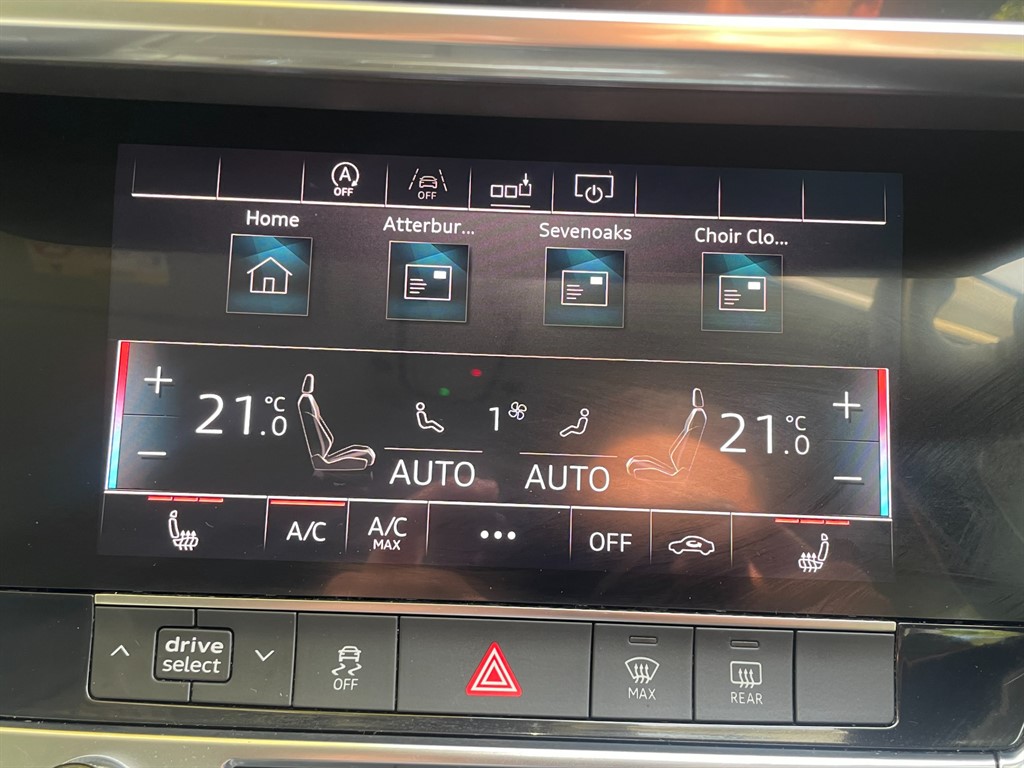 A
OFF
OFF
Home
Atterbur...
Sevenoaks
Choir Clo...
21.0 °C
1
21.0 °C
AUTO
AUTO
A/C
A/C
MAX
OFF
drive
select
OFF
MAX
REAR